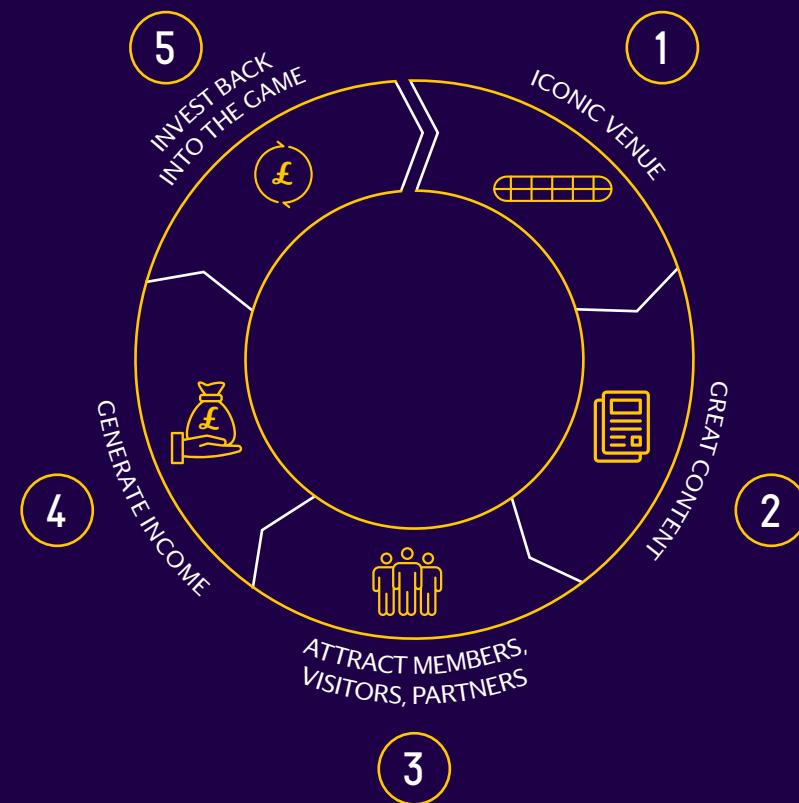 1
ICONIC VENUE
2
GREAT CONTENT
3
ATTRACT MEMBERS,
VISITORS, PARTNERS
4
GENERATE INCOME
£
5
INVEST BACK
INTO THE GAME
£